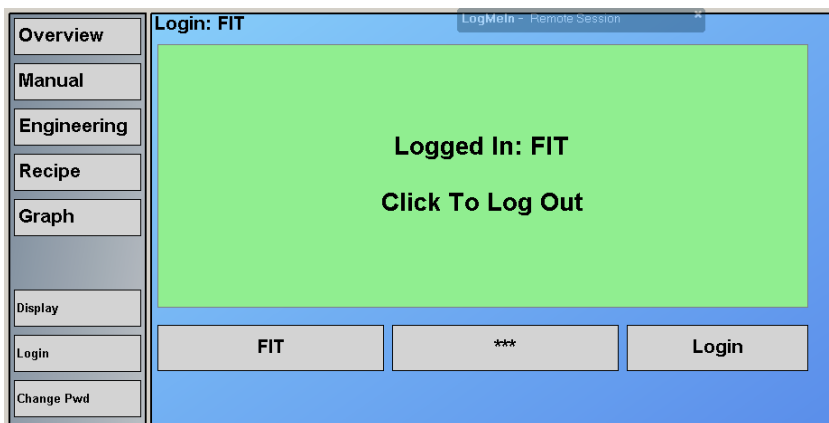 Overview
Manual
Engineering
Recipe
Graph
Display
Login
Change Pwd
Login: FIT
LogMeIn - Remote Session
Logged In: FIT
Click To Log Out
FIT
***
Login